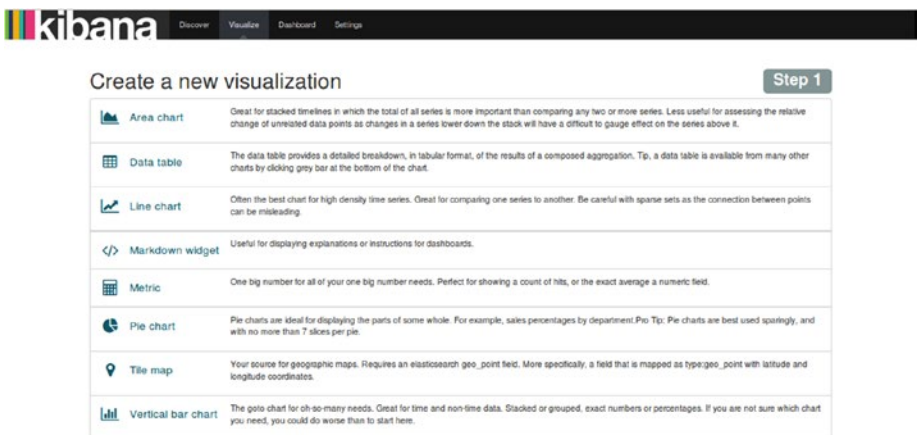 kibana Discover Visualize Dashboard Settings
Create a new visualization Step 1
Area chart
Great for stacked timelines in which the total of all series is more important than comparing any two or more series. Less useful for assessing the relative
change of unrelated data points as changes in a series lower down the stack will have a difficult to gauge effect on the series above it.
Data table
The data table provides a detailed breakdown, in tabular format, of the results of a composed aggregation. Tip, a data table is available from many other
charts by clicking grey bar at the bottom of the chart.
Line chart
Often the best chart for high density time series. Great for comparing one series to another. Be careful with sparse sets as the connection between points
can be misleading.
Markdown widget
Useful for displaying explanations or instructions for dashboards.
Metric
One big number for all of your one big number needs. Perfect for showing a count of hits, or the exact average a numeric field.
Pie chart
Pie charts are ideal for displaying the parts of some whole. For example, sales percentages by department.Pro Tip: Pie charts are best used sparingly, and
with no more than 7 slices per pie.
Tile map
Your source for geographic maps. Requires an elasticsearch geo_point field. More specifically, a field that is mapped as type:geo_point with latitude and
longitude coordinates.
Vertical bar chart
The goto chart for oh-so-many needs. Great for time and non-time data. Stacked or grouped, exact numbers or percentages. If you are not sure which chart
you need, you could do worse than to start here.